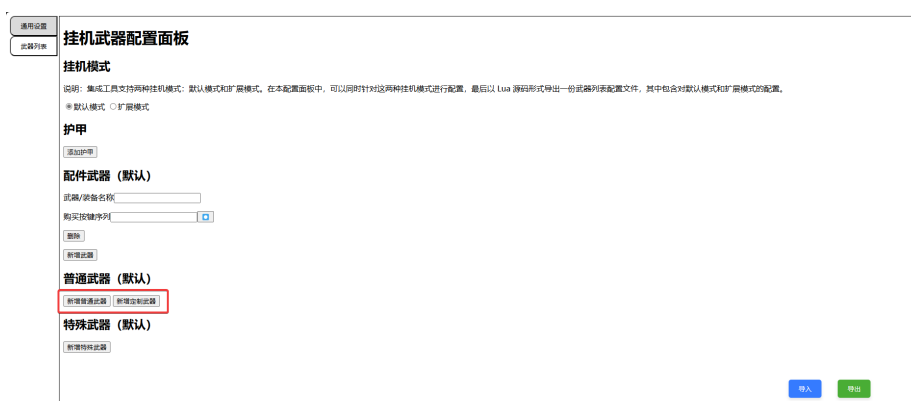 通用设置
武器列表
挂机武器配置面板
挂机模式
说明：集成工具支持两种挂机模式：默认模式和扩展模式。在本配置面板中，可以同时针对这两种挂机模式进行配置，最后以 Lua 源码形式导出一份武器列表配置文件，其中包含对默认模式和扩展模式的配置。
默认模式 扩展模式
护甲
添加护甲
配件武器（默认）
武器/装备名称
购买按键序列
删除
新增武器
普通武器（默认）
新增普通武器 新增定制武器
特殊武器（默认）
新增特殊武器
导入 导出